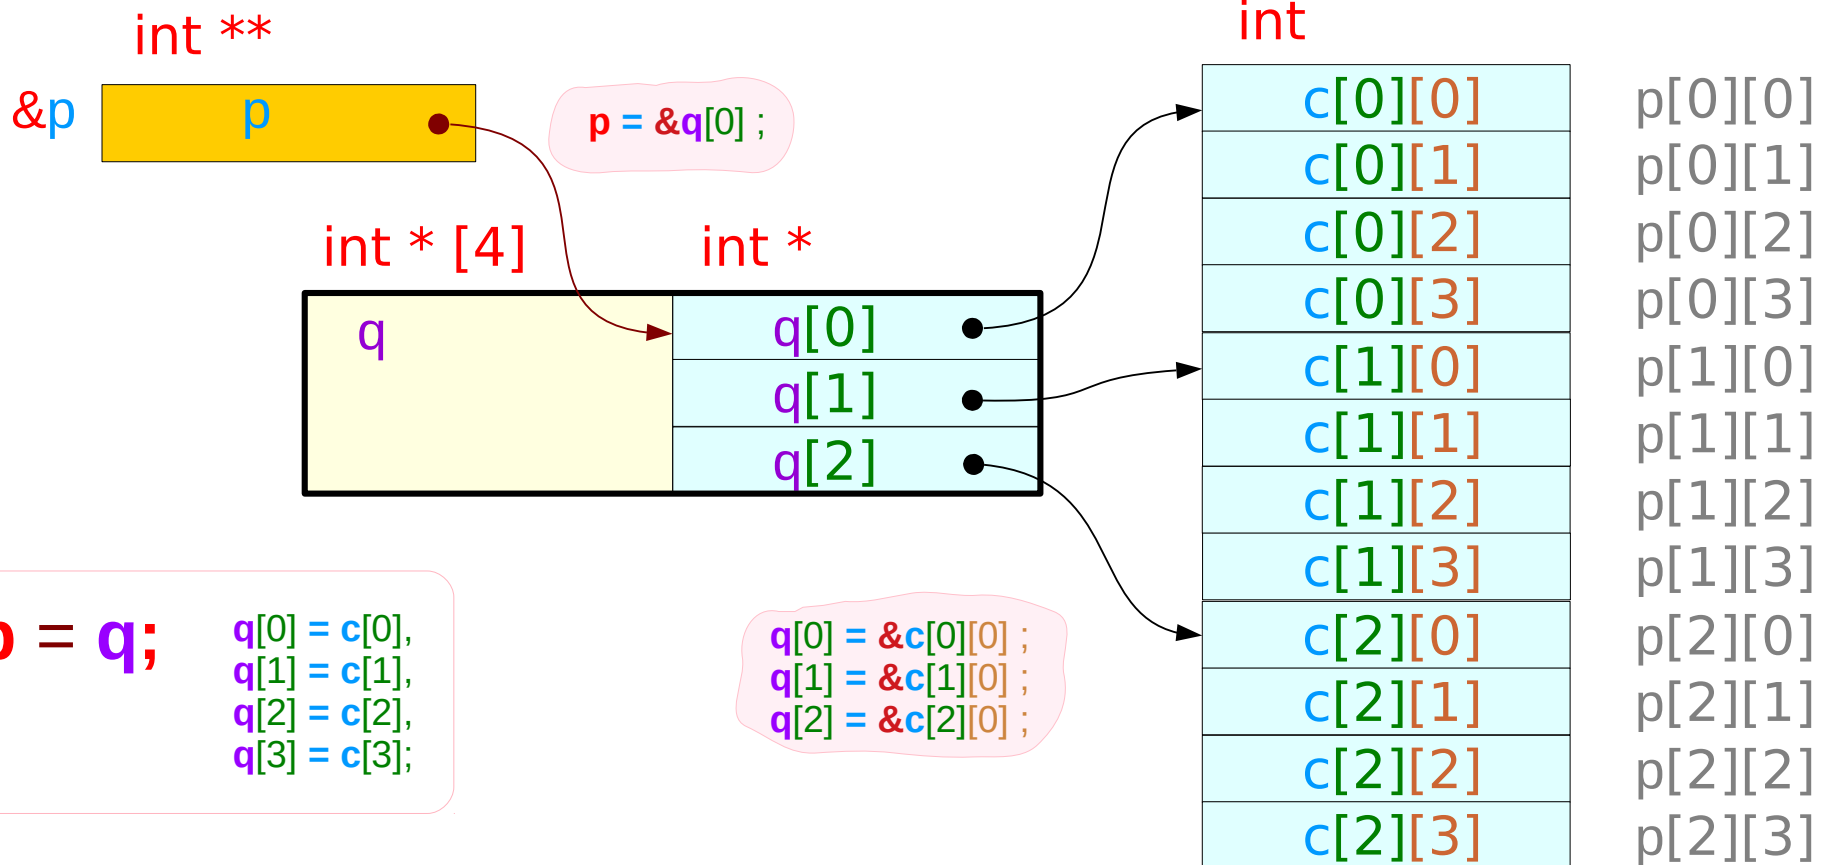 int **
int
&p
p
p = &q[0] ;
int * [4]
int *
q
q[0]
q[1]
q[2]
c[0][0] p[0][0]
c[0][1] p[0][1]
c[0][2] p[0][2]
c[0][3] p[0][3]
c[1][0] p[1][0]
c[1][1] p[1][1]
c[1][2] p[1][2]
c[1][3] p[1][3]
c[2][0] p[2][0]
c[2][1] p[2][1]
c[2][2] p[2][2]
c[2][3] p[2][3]
p = q;
q[0] = c[0],
q[1] = c[1],
q[2] = c[2],
q[3] = c[3];
q[0] = &c[0][0] ;
q[1] = &c[1][0] ;
q[2] = &c[2][0] ;